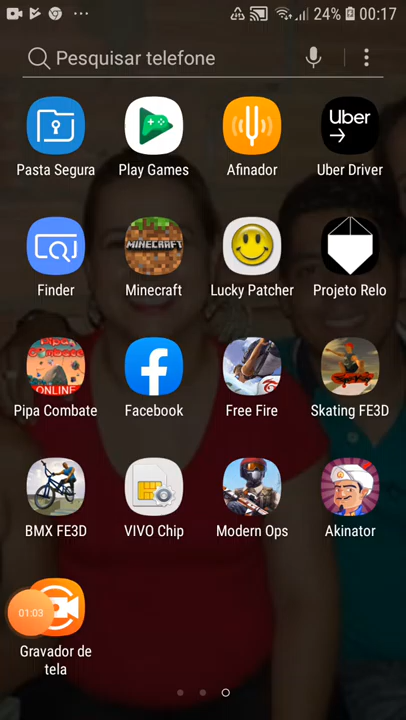 24% 00:17
Pesquisar telefone
Uber
Pasta Segura
Play Games
Afinador
Uber Driver
MINECRAFT
Finder
Minecraft
Lucky Patcher
Projeto Relo
Pipa
Combate
ONLINE
Pipa Combate
Facebook
Free Fire
Skating FE3D
BMX FE3D
VIVO Chip
Modern Ops
Akinator
01:03
Gravador de
tela